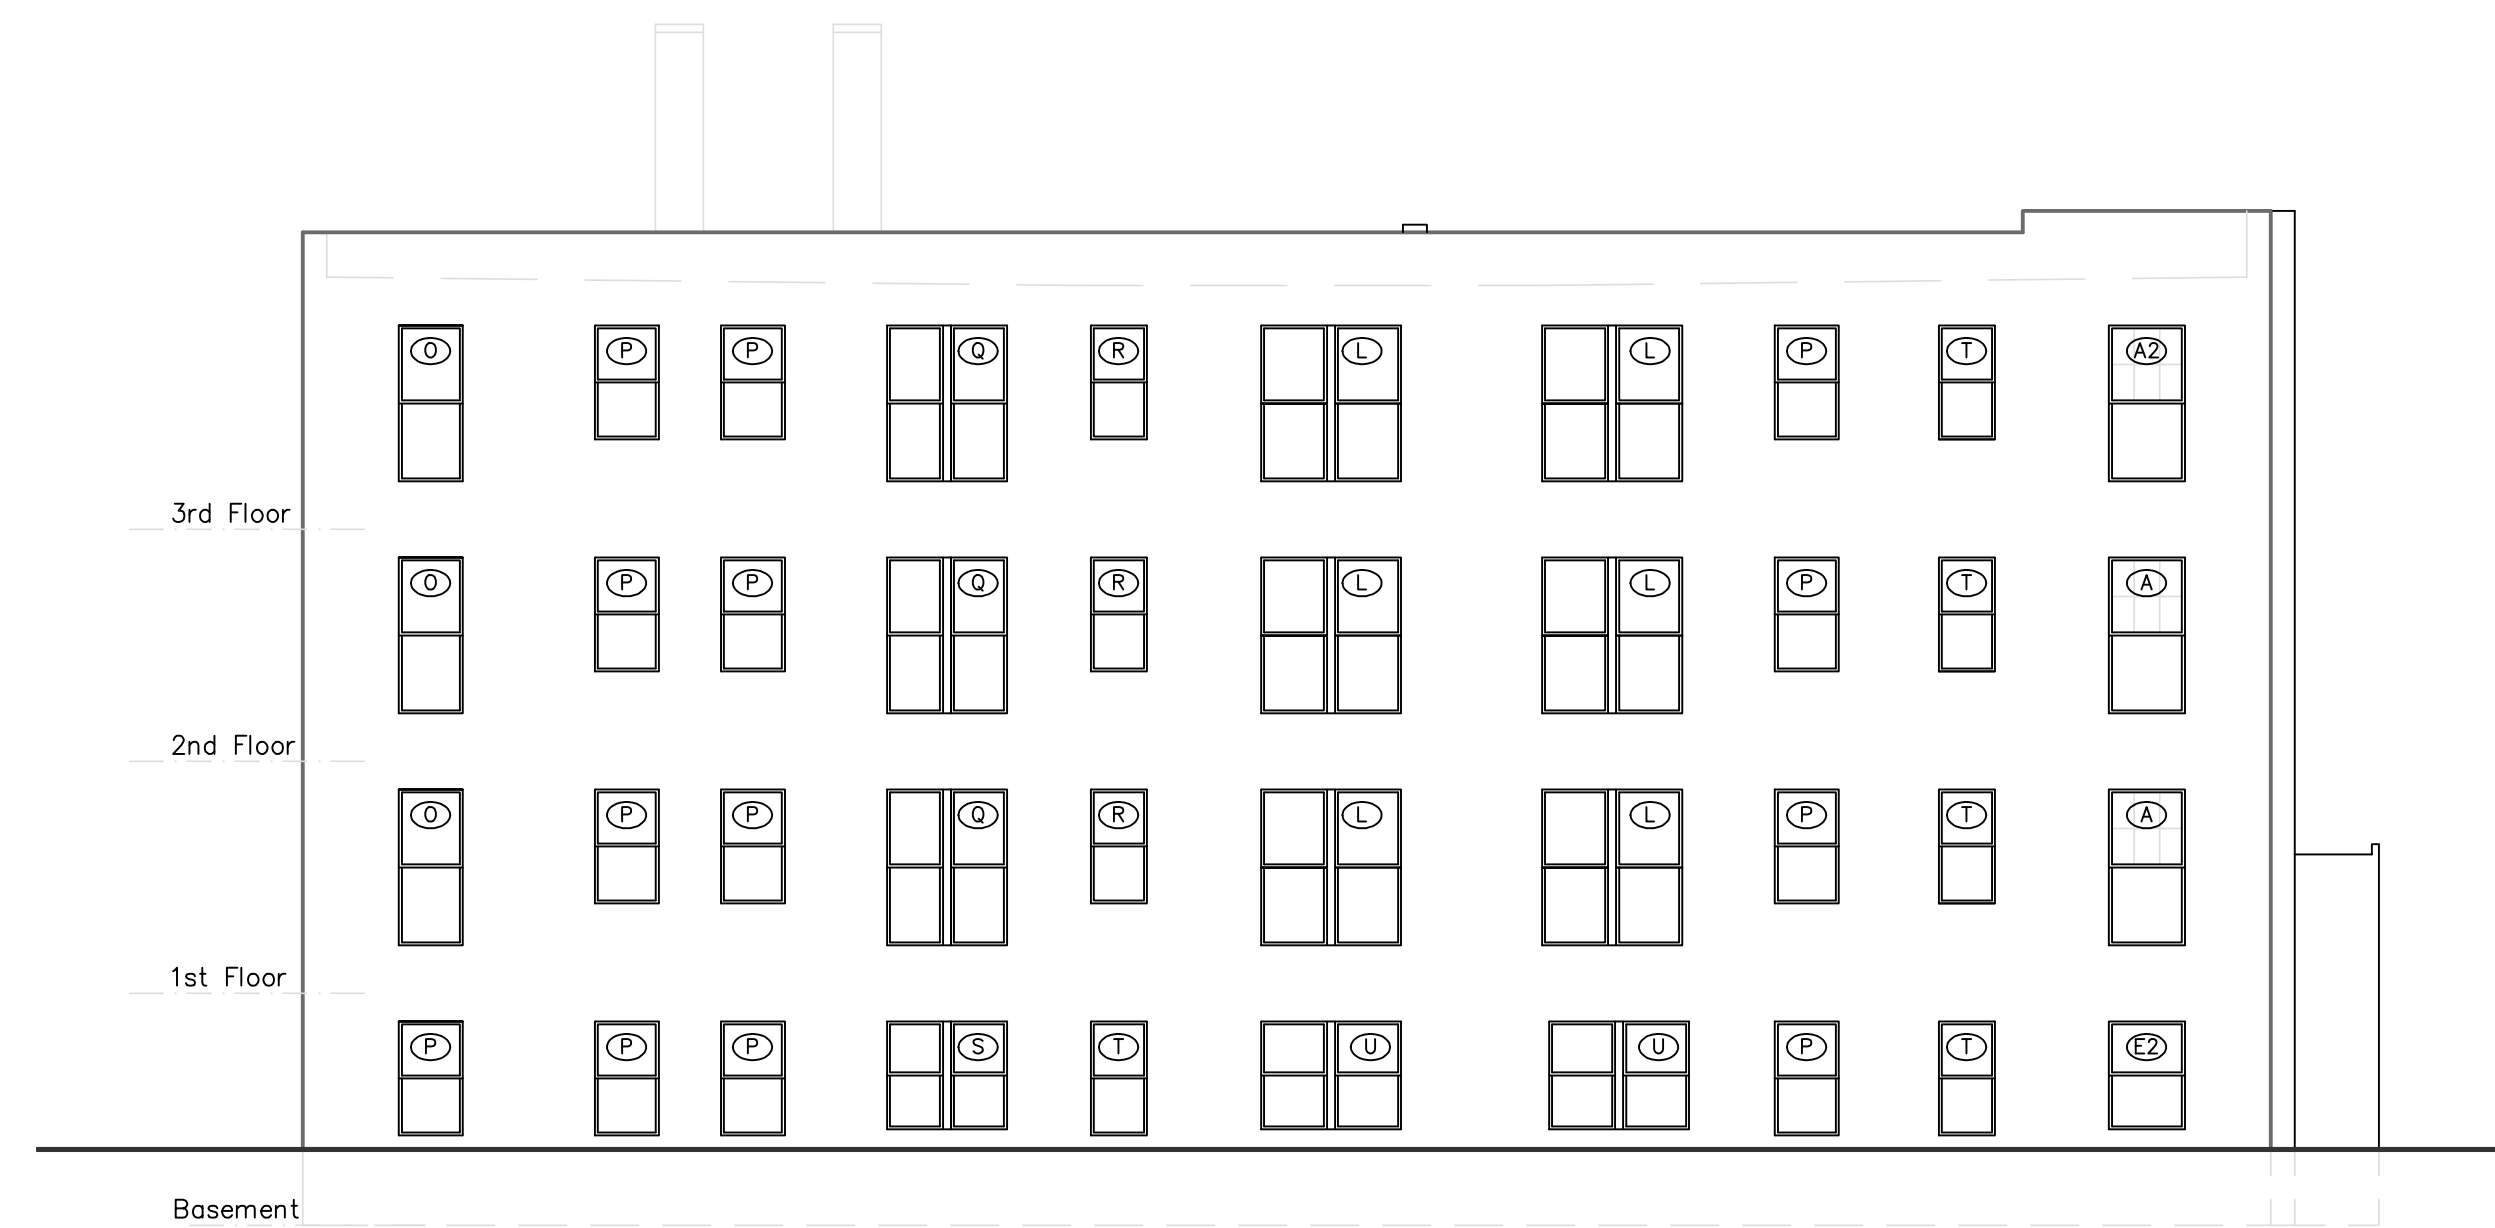 O P P Q R L L P T A2
3rd Floor
O P P Q R L L P T A
2nd Floor
O P P Q R L L P T A
1st Floor
P P P S T U U P T E2
Basement